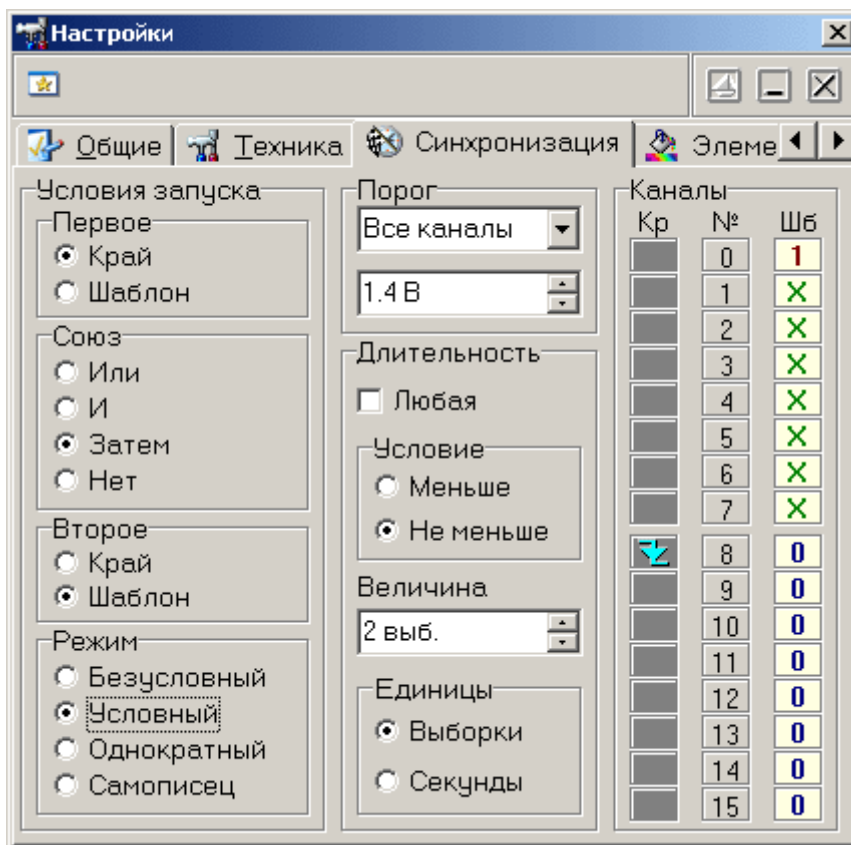 Настройки
Общие
Техника
Синхронизация
Элеме
Условия запуска
Первое
Край
Шаблон
Союз
Или
И
Затем
Нет
Второе
Край
Шаблон
Режим
Безусловный
Условный
Однократный
Самописец
Порог
Все каналы
1.4 В
Длительность
Любая
Условие
Меньше
Не меньше
Величина
2 выб.
Единицы
Выборки
Секунды
Каналы
Кр № Шб
0 1
1 X
2 X
3 X
4 X
5 X
6 X
7 X
8 0
9 0
10 0
11 0
12 0
13 0
14 0
15 0